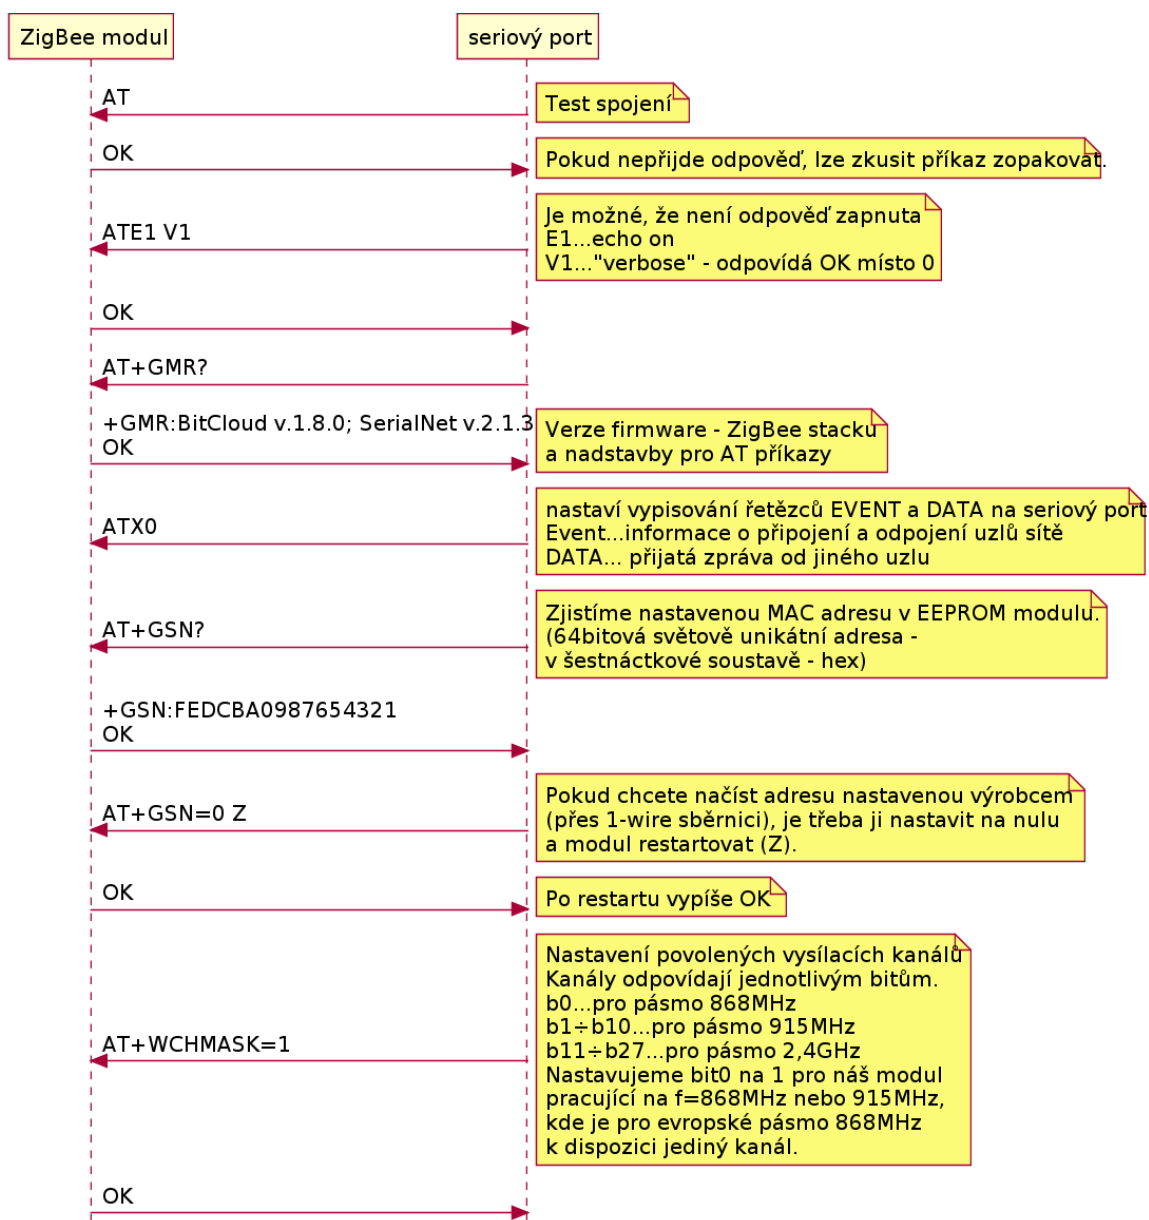 ZigBee modul
seriový port
AT
Test spojení
OK
Pokud nepřijde odpověď, lze zkusit příkaz zopakovat.
ATE1 V1
Je možné, že není odpověď zapnuta
E1...echo on
V1..."verbose" - odpovídá OK místo 0
OK
AT+GMR?
+GMR:BitCloud v.1.8.0; SerialNet v.2.1.3
OK
Verze firmware - ZigBee stacku
a nadstavby pro AT příkazy
ATX0
nastaví vypisování řetězců EVENT a DATA na seriový port
Event...informace o připojení a odpojení uzlů sítě
DATA... přijatá zpráva od jiného uzlu
AT+GSN?
Zjistíme nastavenou MAC adresu v EEPROM modulu.
(64bitová světově unikátní adresa -
v šestnáctkové soustavě - hex)
+GSN:FEDCBA0987654321
OK
AT+GSN=0 Z
Pokud chcete načíst adresu nastavenou výrobcem
(přes 1-wire sběrnici), je třeba ji nastavit na nulu
a modul restartovat (Z).
OK
Po restartu vypíše OK
AT+WCHMASK=1
Nastavení povolených vysílacích kanálů
Kanály odpovídají jednotlivým bitům.
b0...pro pásmo 868MHz
b1÷b10...pro pásmo 915MHz
b11÷b27...pro pásmo 2,4GHz
Nastavujeme bit0 na 1 pro náš modul
pracující na f=868MHz nebo 915MHz,
kde je pro evropské pásmo 868MHz
k dispozici jediný kanál.
OK